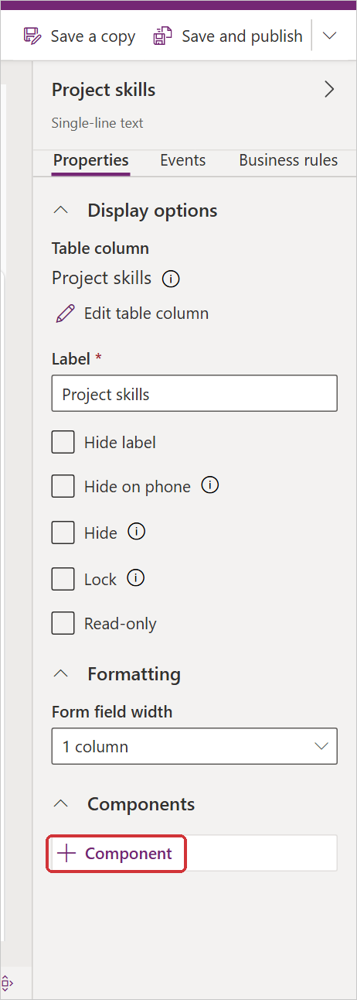 Save a copy Save and publish
Project skills
Single-line text
Properties Events Business rules
Display options
Table column
Project skills
Edit table column
Label *
Project skills
Hide label
Hide on phone
Hide
Lock
Read-only
Formatting
Form field width
1 column
Components
Component